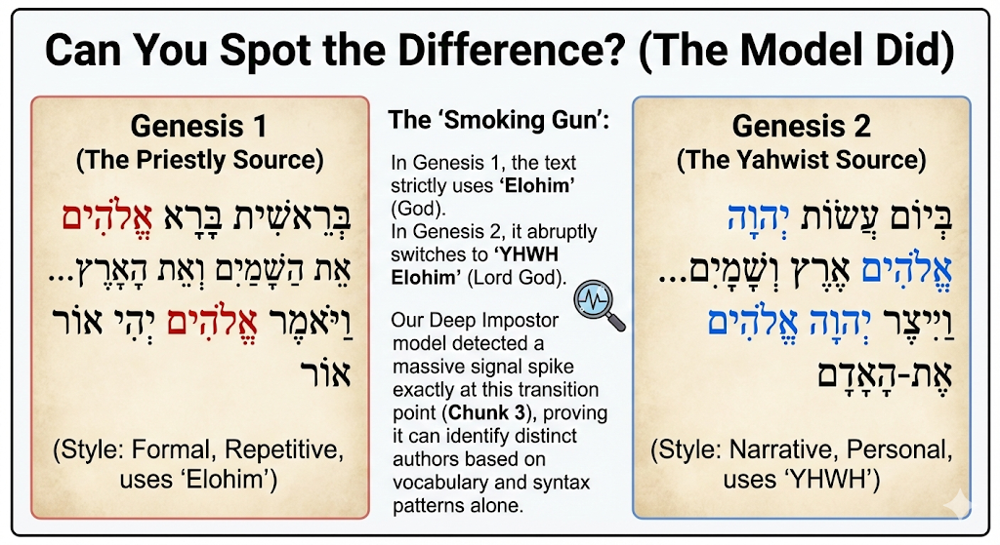 Can You Spot the Difference? (The Model Did)
Genesis 1
(The Priestly Source)
בְּרֵאשִׁית בָּרָא אֱלֹהִים
אֵת הַשָּׁמַיִם וְאֵת הָאָרֶץ...
וַיֹּאמֶר אֱלֹהִים יְהִי אוֹר
אוֹר
(Style: Formal, Repetitive,
uses ‘Elohim’)
The ‘Smoking Gun’:
In Genesis 1, the text
strictly uses ‘Elohim’
(God).
In Genesis 2, it abruptly
switches to ‘YHWH
Elohim’ (Lord God).
Our Deep Impostor
model detected a
massive signal spike
exactly at this transition
point (Chunk 3), proving
it can identify distinct
authors based on
vocabulary and syntax
patterns alone.
Genesis 2
(The Yahwist Source)
בְּיוֹם עֲשׂוֹת יְהוָה
אֱלֹהִים אֶרֶץ וְשָׁמָיִם...
וַיִּיצֶר יְהוָה אֱלֹהִים
אֶת-הָאָדָם
(Style: Narrative, Personal,
uses ‘YHWH’)